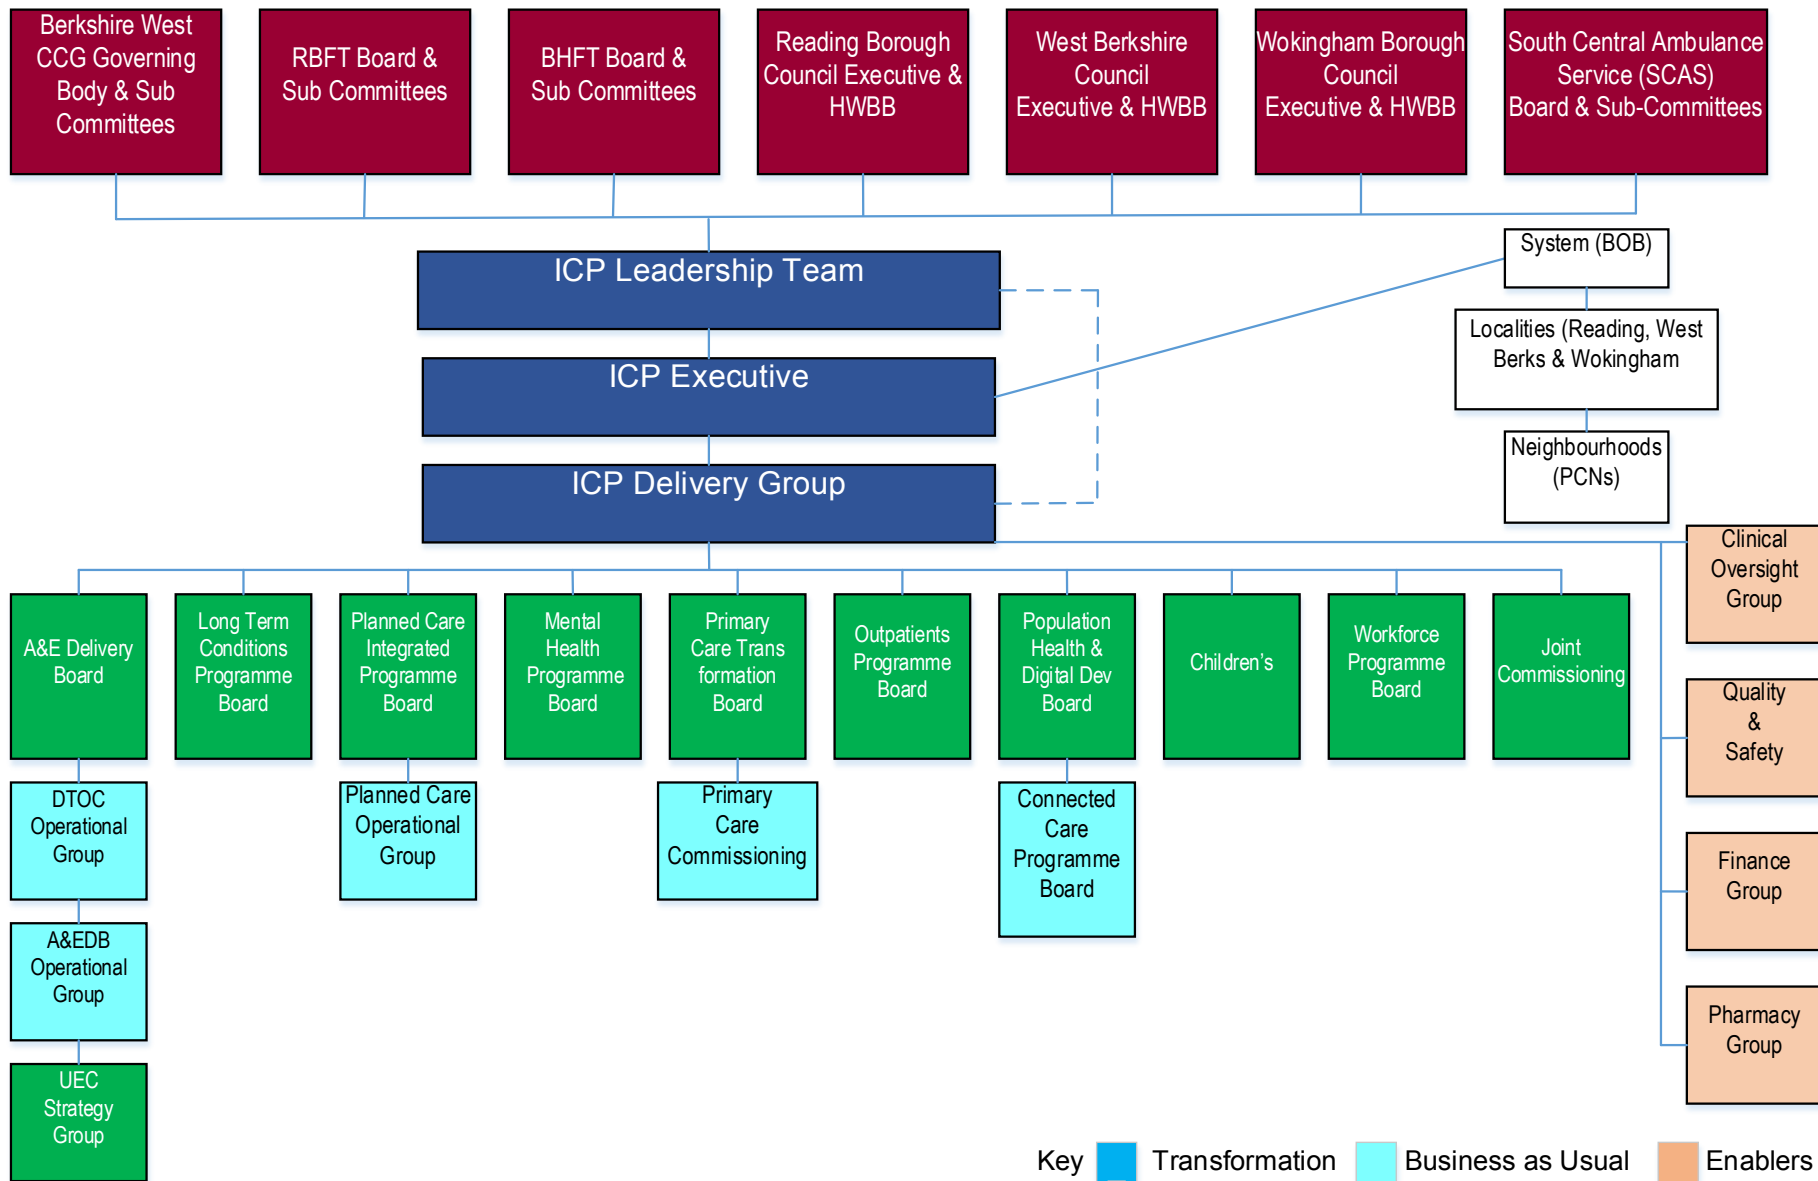 Berkshire West
CCG Governing
Body & Sub
Committees
RBFT Board &
Sub Committees
BHFT Board &
Sub Committees
Reading Borough
Council Executive &
HWBB
West Berkshire
Council
Executive & HWBB
Wokingham Borough
Council
Executive & HWBB
South Central Ambulance
Service (SCAS)
Board & Sub-Committees
ICP Leadership Team
ICP Executive
ICP Delivery Group
System (BOB)
Localities (Reading, West
Berks & Wokingham
Neighbourhoods
(PCNs)
A&E Delivery
Board
Long Term
Conditions
Programme
Board
Planned Care
Integrated
Programme
Board
Mental
Health
Programme
Board
Primary
Care Trans
formation
Board
Outpatients
Programme
Board
Population
Health &
Digital Dev
Board
Children's
Workforce
Programme
Board
Joint
Commissioning
Clinical
Oversight
Group
Quality
&
Safety
Finance
Group
Pharmacy
Group
DTOC
Operational
Group
Planned Care
Operational
Group
Primary
Care
Commissioning
Connected
Care
Programme
Board
A&EDB
Operational
Group
UEC
Strategy
Group
Key Transformation Business as Usual Enablers